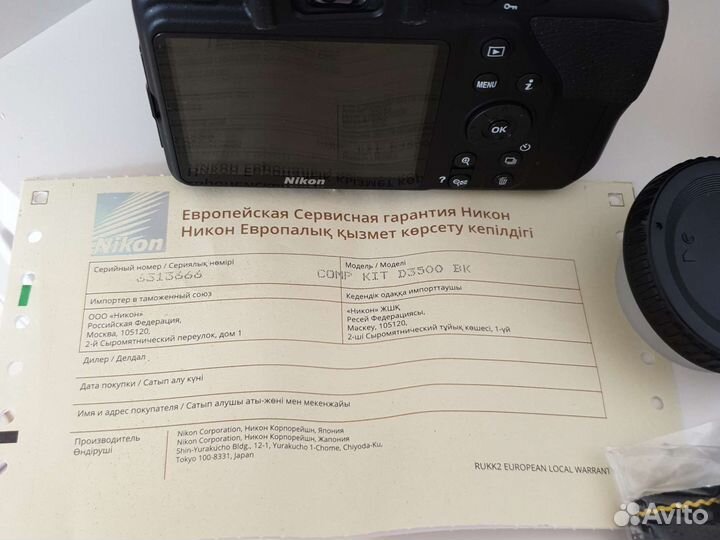 MENU
i
OK
?
Nikon
Nikon
Европейская Сервисная гарантия Никон
Никон Еуропалық қызмет көрсету кепілдігі
Серийный номер / Сериялық нөмірі
6313666
Модель / Моделі
COMP KIT D3500 BK
Импортер в таможенный союз
Кедендік одаққа импорттаушы
ООО «Никон»
Российская Федерация,
Москва, 105120,
2-й Сыромятнический переулок, дом 1
«Никон» ЖШҚ
Ресей Федерациясы,
Маскеу, 105120,
2-ші Сыромятнический тұйық көшесі, 1-үй
Дилер / Делдал
Дата покупки / Сатып алу күні
Имя и адрес покупателя / Сатып алушы аты-жөні мен мекенжайы
Производитель
Өндіруші
Nikon Corporation, Никон Корпорейшн, Япония
Nikon Corporation, Никон Корпорейшн, Жапония
Shin-Yurakucho Bldg., 12-1, Yurakucho 1-Chome, Chiyoda-Ku,
Tokyo 100-8331, Japan
RUKK2 EUROPEAN LOCAL WARRANT
Avito